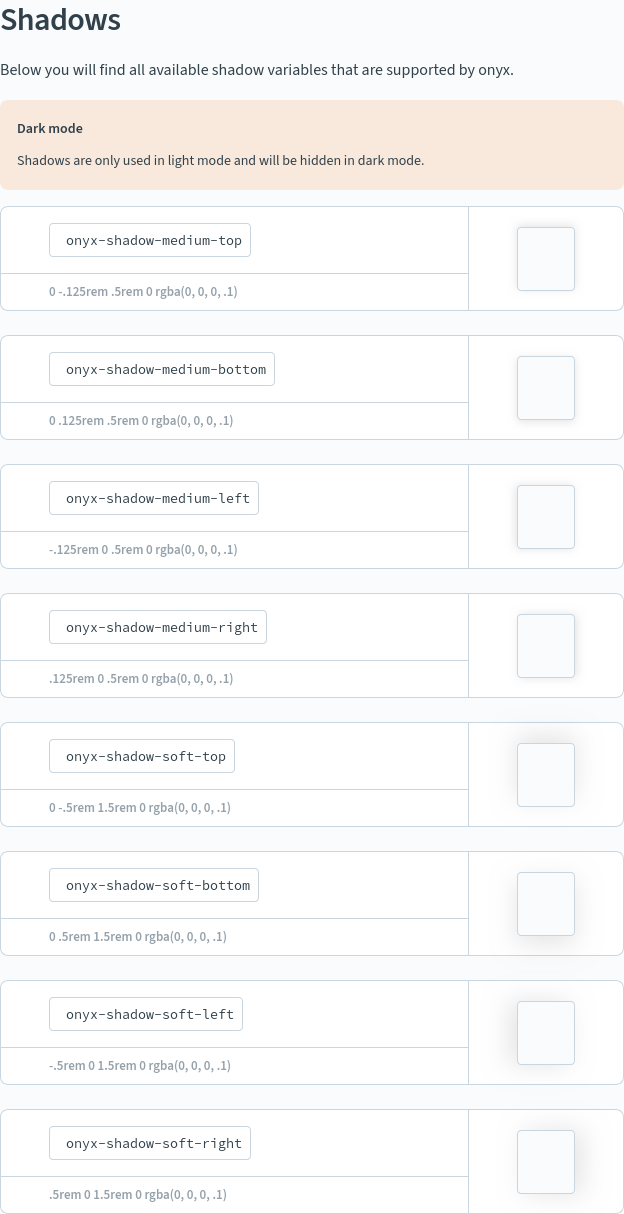 Shadows
Below you will find all available shadow variables that are supported by onyx.
Dark mode
Shadows are only used in light mode and will be hidden in dark mode.
onyx-shadow-medium-top
0 -.125rem .5rem 0 rgba(0, 0, 0, .1)
onyx-shadow-medium-bottom
0 .125rem .5rem 0 rgba(0, 0, 0, .1)
onyx-shadow-medium-left
-.125rem 0 .5rem 0 rgba(0, 0, 0, .1)
onyx-shadow-medium-right
.125rem 0 .5rem 0 rgba(0, 0, 0, .1)
onyx-shadow-soft-top
0 -.5rem 1.5rem 0 rgba(0, 0, 0, .1)
onyx-shadow-soft-bottom
0 .5rem 1.5rem 0 rgba(0, 0, 0, .1)
onyx-shadow-soft-left
-.5rem 0 1.5rem 0 rgba(0, 0, 0, .1)
onyx-shadow-soft-right
.5rem 0 1.5rem 0 rgba(0, 0, 0, .1)